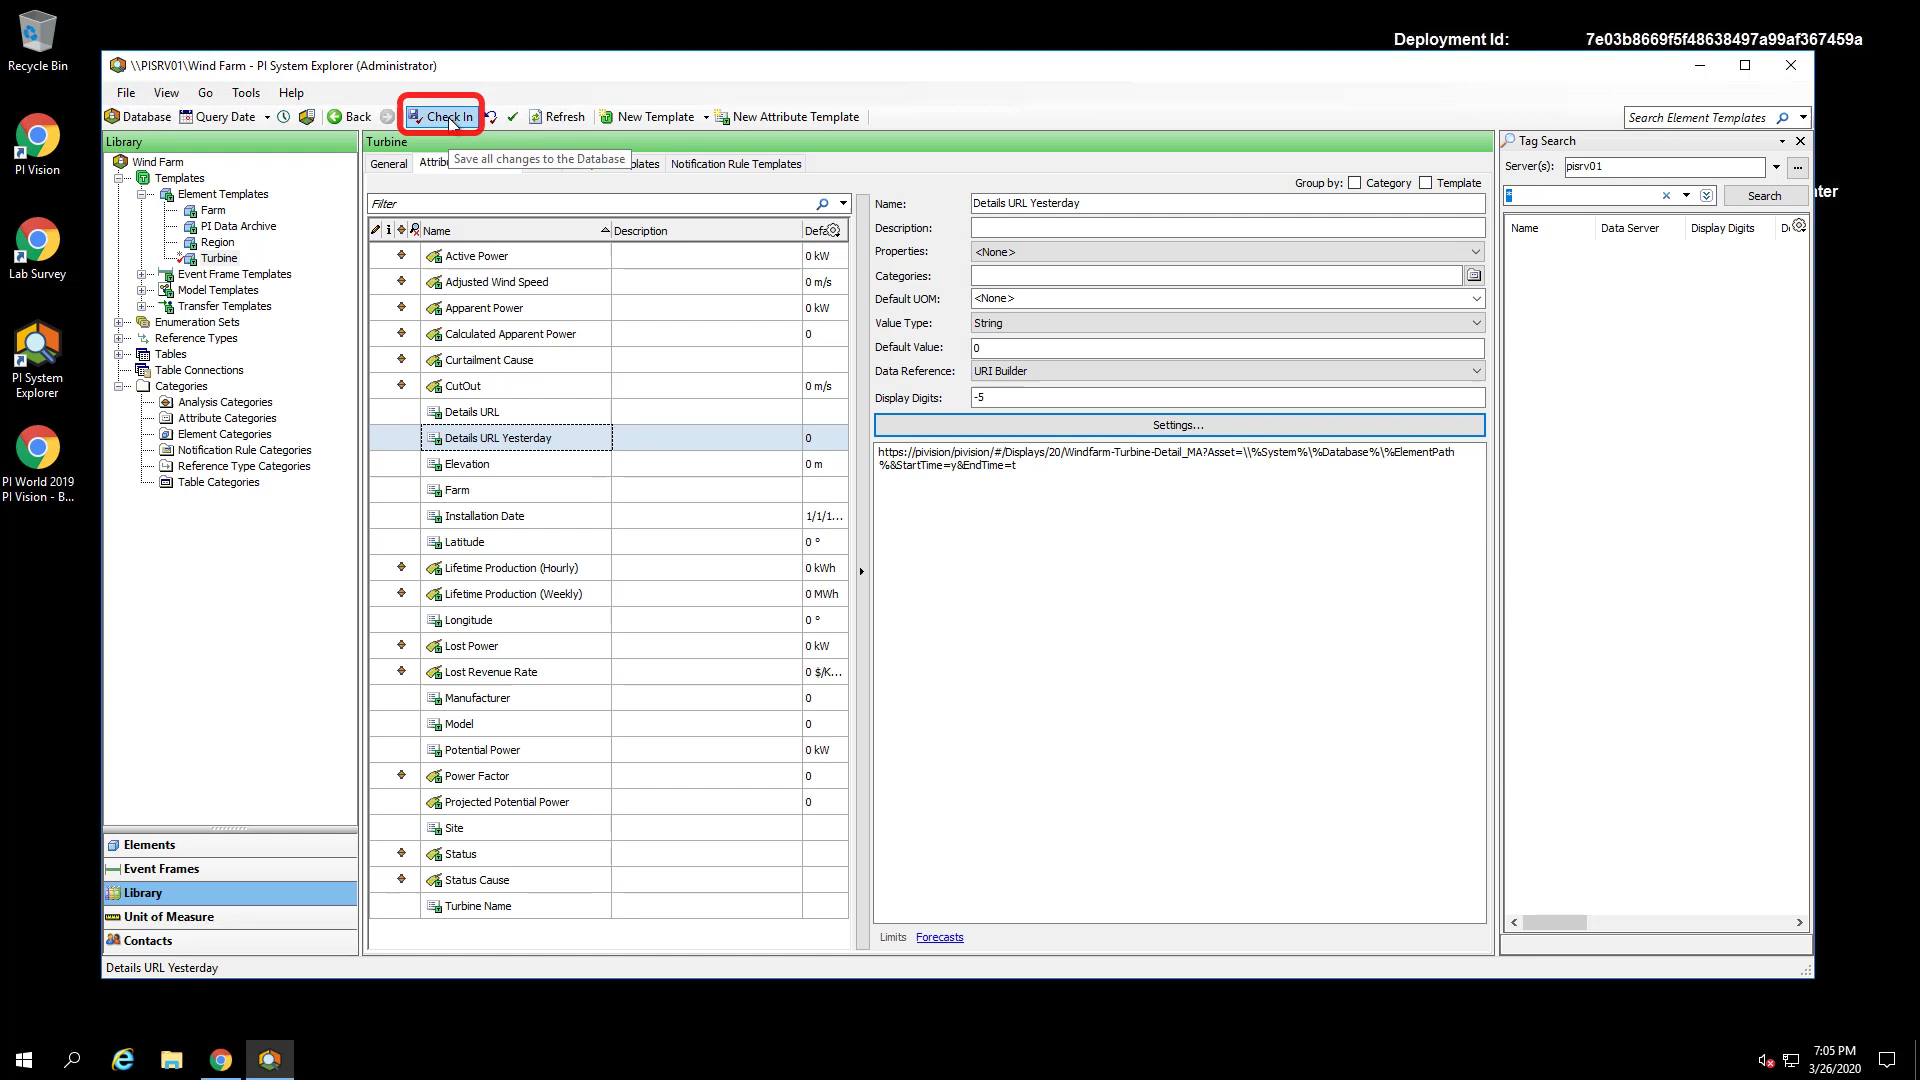 Deployment Id: 7e03b8669f5f48638497a99af367459a
Recycle Bin
PI Vision
Lab Survey
PI System
Explorer
PI World 2019
PI Vision - B...
\\PISRV01\Wind Farm - PI System Explorer (Administrator)
File View Go Tools Help
Database Query Date Back Check In Refresh New Template New Attribute Template
Search Element Templates
Save all changes to the Database
Library
Wind Farm
Templates
Element Templates
Farm
PI Data Archive
Region
Turbine
Event Frame Templates
Model Templates
Transfer Templates
Enumeration Sets
Reference Types
Tables
Table Connections
Categories
Analysis Categories
Attribute Categories
Element Categories
Notification Rule Categories
Reference Type Categories
Table Categories
Elements
Event Frames
Library
Unit of Measure
Contacts
Details URL Yesterday
Turbine
General Notification Rule Templates
Group by: Category Template
Filter
Name Description
Active Power 0 kW
Adjusted Wind Speed 0 m/s
Apparent Power 0 kW
Calculated Apparent Power 0
Curtailment Cause
CutOut 0 m/s
Details URL
Details URL Yesterday 0
Elevation 0 m
Farm
Installation Date 1/1/1...
Latitude 0 °
Lifetime Production (Hourly) 0 kWh
Lifetime Production (Weekly) 0 MWh
Longitude 0 °
Lost Power 0 kW
Lost Revenue Rate 0 $/K...
Manufacturer 0
Model 0
Potential Power 0 kW
Power Factor 0
Projected Potential Power 0
Site
Status
Status Cause
Turbine Name
Name: Details URL Yesterday
Description:
Properties: <None>
Categories:
Default UOM: <None>
Value Type: String
Default Value: 0
Data Reference: URI Builder
Display Digits: -5
Settings...
https://pivision/pivision/#/Displays/20/Windfarm-Turbine-Detail_MA?Asset=\\%System%\%Database%\%ElementPath
%&StartTime=y&EndTime=t
Limits Forecasts
Tag Search
Server(s): pisrv01
* Search
Name Data Server Display Digits
7:05 PM
3/26/2020